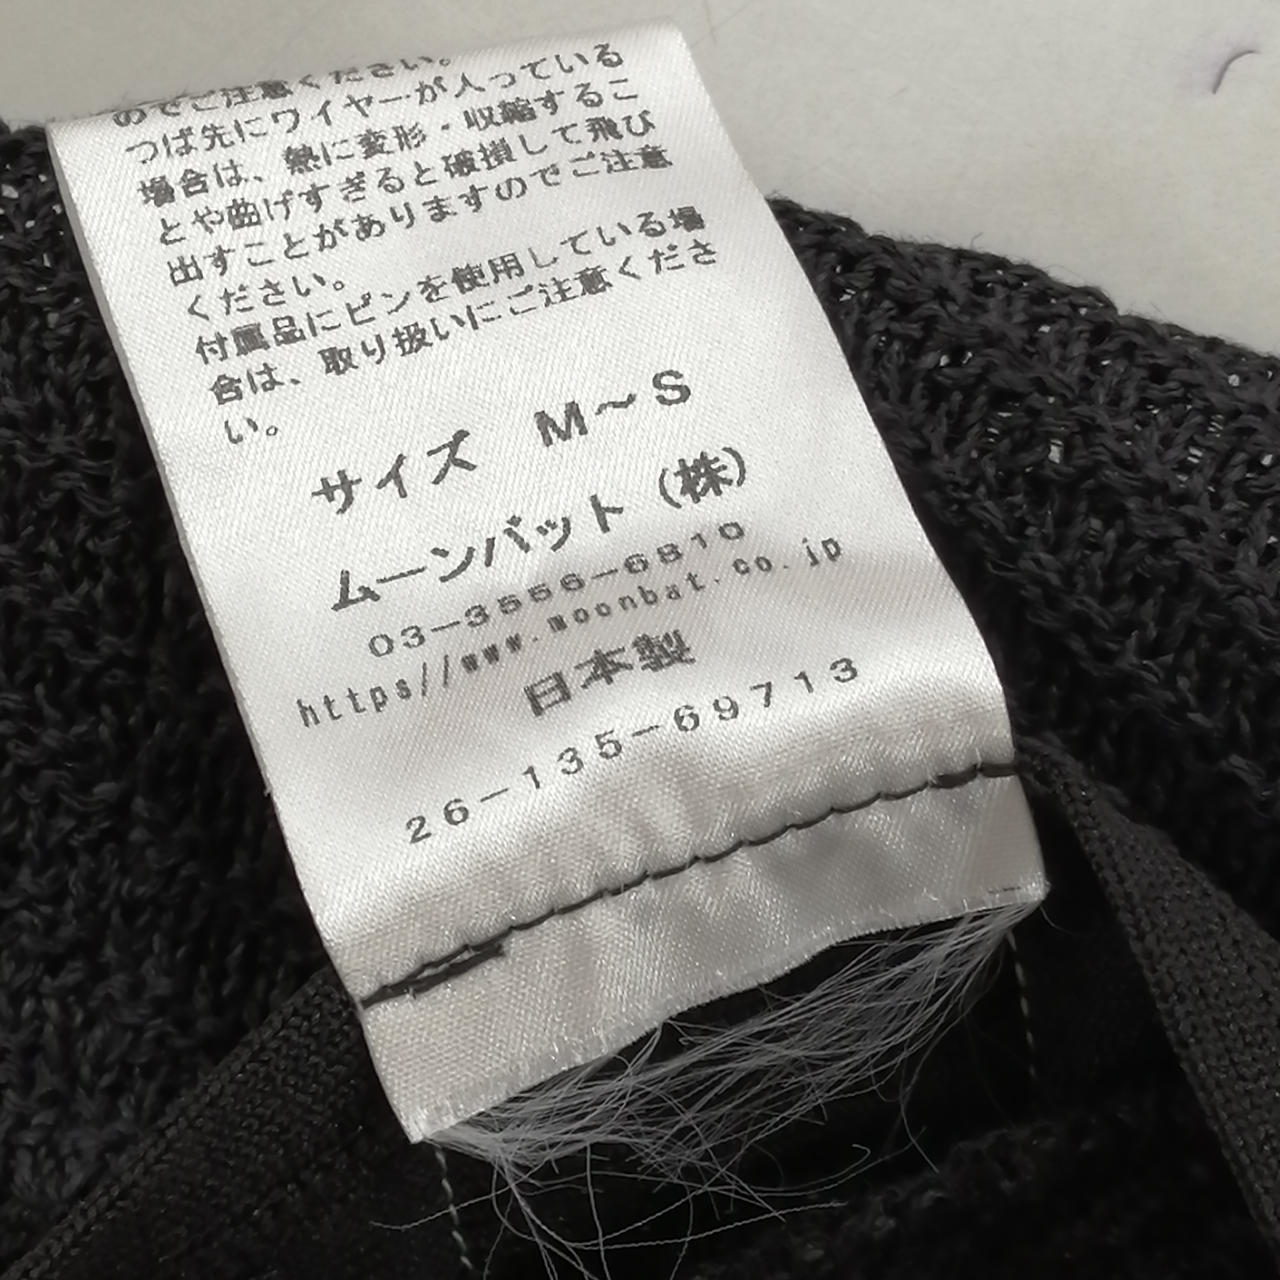 のでご注意ください。
つば先にワイヤーが入っている
場合は、熱に変形・収縮するこ
とや曲げすぎると破損して飛び
出すことがありますのでご注意
ください。
付属品にピンを使用している場
合は、取り扱いにご注意くださ
い。
サイズ M～S
ムーンバット（株）
03-3556-6810
https//www.moonbat.co.jp
日本製
26-135-69713